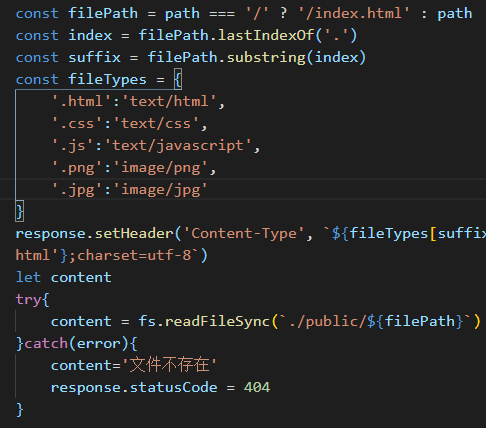 const filePath = path === '/' ? '/index.html' : path
const index = filePath.lastIndexOf('.')
const suffix = filePath.substring(index)
const fileTypes = {
    '.html':'text/html',
    '.css':'text/css',
    '.js':'text/javascript',
    '.png':'image/png',
    '.jpg':'image/jpg'
}
response.setHeader('Content-Type', `${fileTypes[suffix
html'};charset=utf-8`)
let content
try{
    content = fs.readFileSync(`./public/${filePath}`)
}catch(error){
    content='文件不存在'
    response.statusCode = 404
}